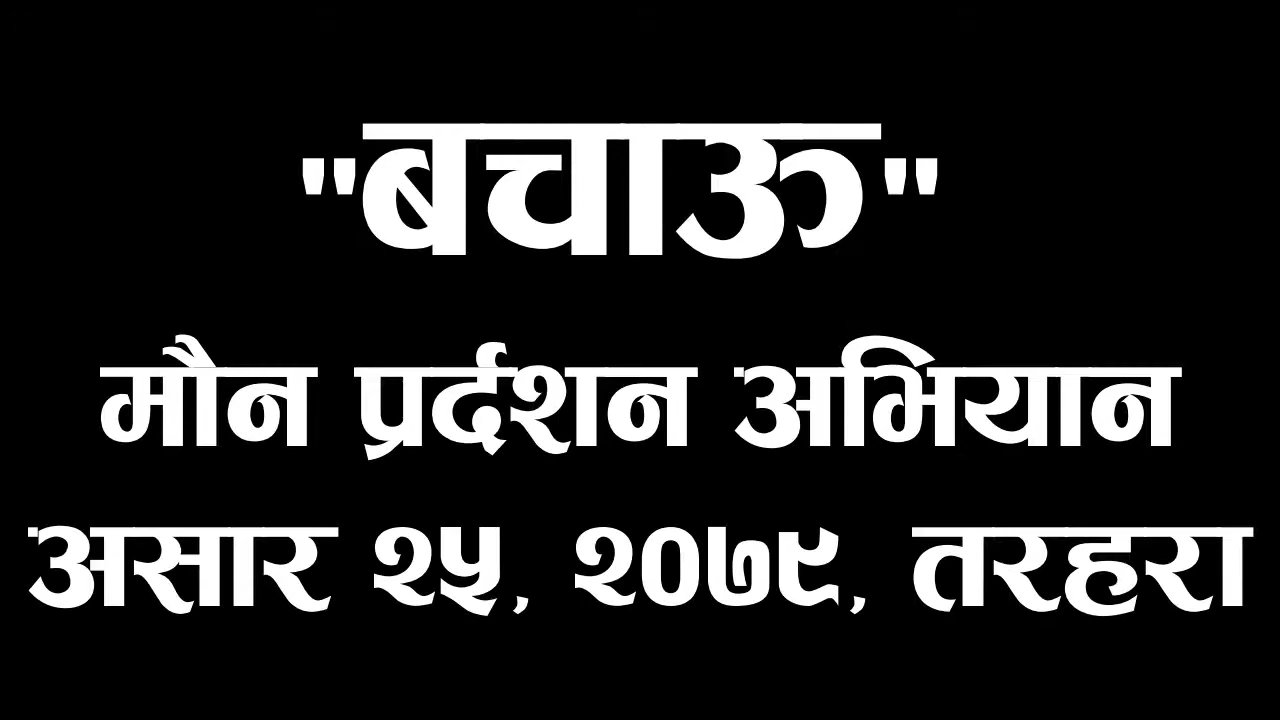 "बचाऊ"
मौन प्रर्दशन अभियान
असार २५, २०७९, तरहरा